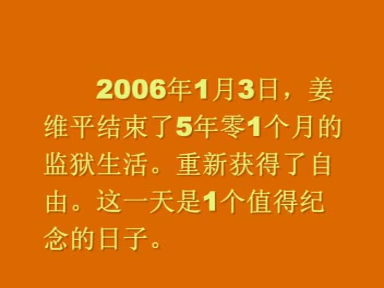 2006年1月3日，姜
维平结束了5年零1个月的
监狱生活。重新获得了自
由。这一天是1个值得纪
念的日子。